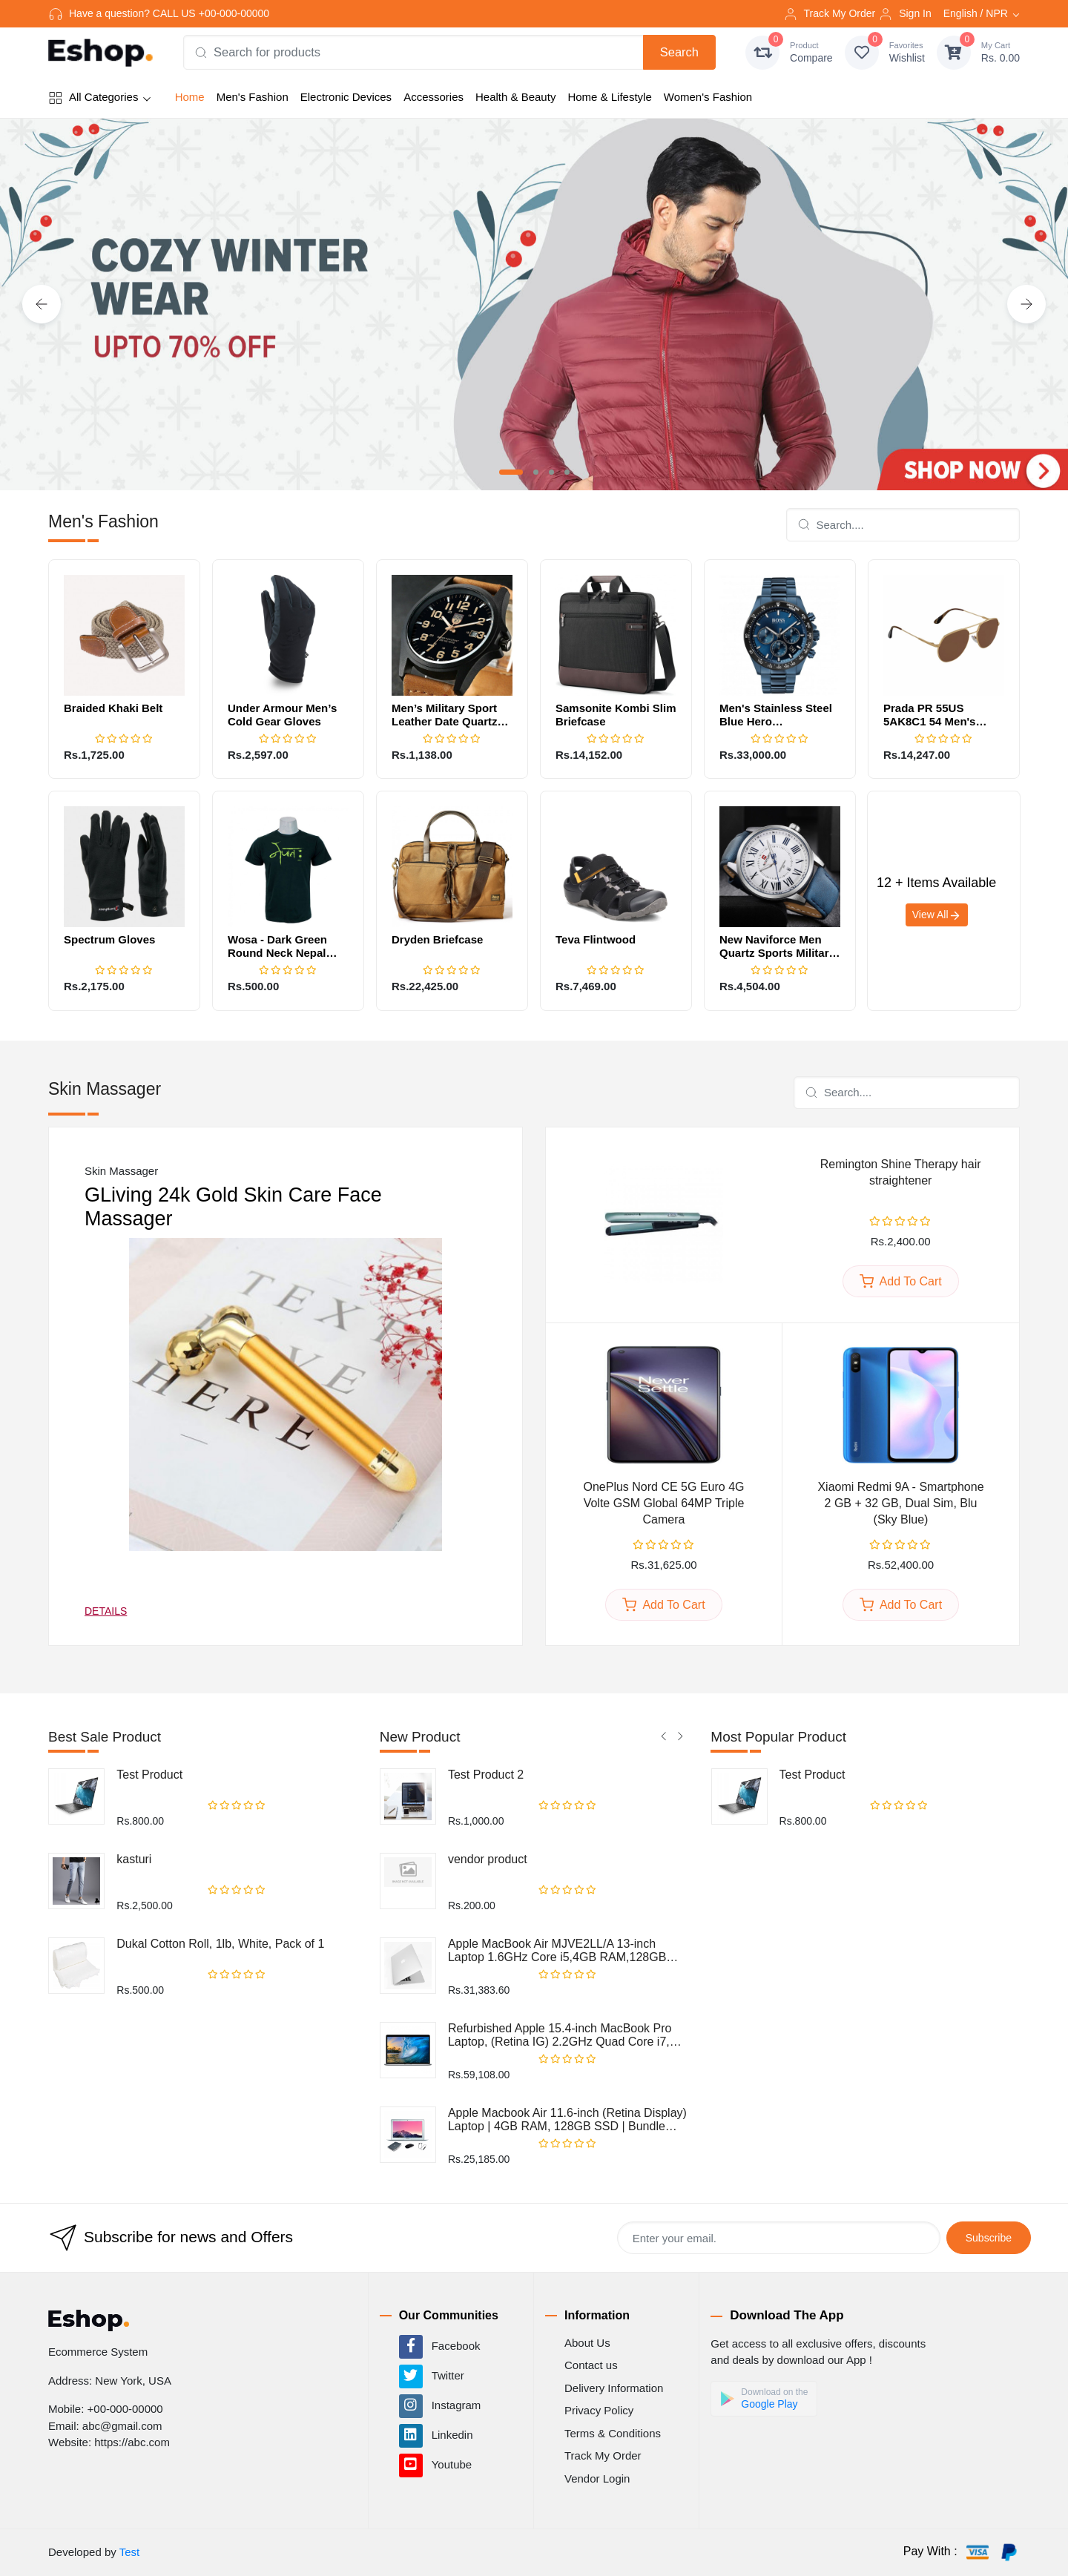 Have a question? CALL US +00-000-00000
Track My Order
Sign In
English / NPR
Eshop.
Search for products
Search
0
Product
Compare
0
Favorites
Wishlist
0
My Cart
Rs. 0.00
All Categories
Home
Men's Fashion
Electronic Devices
Accessories
Health & Beauty
Home & Lifestyle
Women's Fashion
COZY WINTER
WEAR
UPTO 70% OFF
SHOP NOW
Men's Fashion
Search....
Braided Khaki Belt
Rs.1,725.00
Under Armour Men’s
Cold Gear Gloves
Rs.2,597.00
Men’s Military Sport
Leather Date Quartz…
Rs.1,138.00
Samsonite Kombi Slim
Briefcase
Rs.14,152.00
BOSS
Men's Stainless Steel
Blue Hero…
Rs.33,000.00
Prada PR 55US
5AK8C1 54 Men's…
Rs.14,247.00
Spectrum Gloves
Rs.2,175.00
Wosa - Dark Green
Round Neck Nepal…
Rs.500.00
Dryden Briefcase
Rs.22,425.00
Teva Flintwood
Rs.7,469.00
New Naviforce Men
Quartz Sports Militar…
Rs.4,504.00
12 + Items Available
View All
Skin Massager
Search....
Skin Massager
GLiving 24k Gold Skin Care Face
Massager
TEXT
HERE
DETAILS
Remington Shine Therapy hair
straightener
Rs.2,400.00
Add To Cart
Never
Settle
OnePlus Nord CE 5G Euro 4G
Volte GSM Global 64MP Triple
Camera
Rs.31,625.00
Add To Cart
Xiaomi Redmi 9A - Smartphone
2 GB + 32 GB, Dual Sim, Blu
(Sky Blue)
Rs.52,400.00
Add To Cart
Best Sale Product
Test Product
Rs.800.00
kasturi
Rs.2,500.00
Dukal Cotton Roll, 1lb, White, Pack of 1
Rs.500.00
New Product
Test Product 2
Rs.1,000.00
vendor product
Rs.200.00
Apple MacBook Air MJVE2LL/A 13-inch
Laptop 1.6GHz Core i5,4GB RAM,128GB…
Rs.31,383.60
Refurbished Apple 15.4-inch MacBook Pro
Laptop, (Retina IG) 2.2GHz Quad Core i7,…
Rs.59,108.00
Apple Macbook Air 11.6-inch (Retina Display)
Laptop | 4GB RAM, 128GB SSD | Bundle…
Rs.25,185.00
Most Popular Product
Test Product
Rs.800.00
Subscribe for news and Offers
Enter your email.
Subscribe
Eshop.
Ecommerce System
Address: New York, USA
Mobile: +00-000-00000
Email: abc@gmail.com
Website: https://abc.com
Our Communities
Facebook
Twitter
Instagram
Linkedin
Youtube
Information
About Us
Contact us
Delivery Information
Privacy Policy
Terms & Conditions
Track My Order
Vendor Login
Download The App
Get access to all exclusive offers, discounts
and deals by download our App !
Download on the
Google Play
Developed by Test
Pay With :
VISA